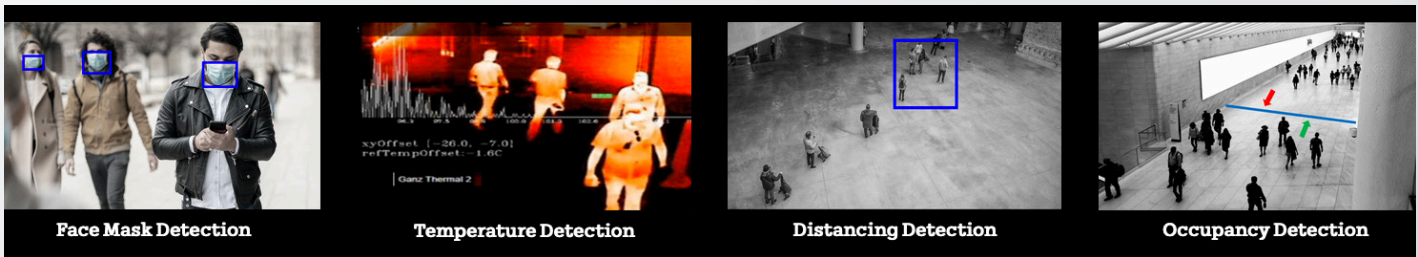 xyOffset [-26.0, -7.0]
refTempOffset:-1.6C
Ganz Thermal 2
Face Mask Detection
Temperature Detection
Distancing Detection
Occupancy Detection